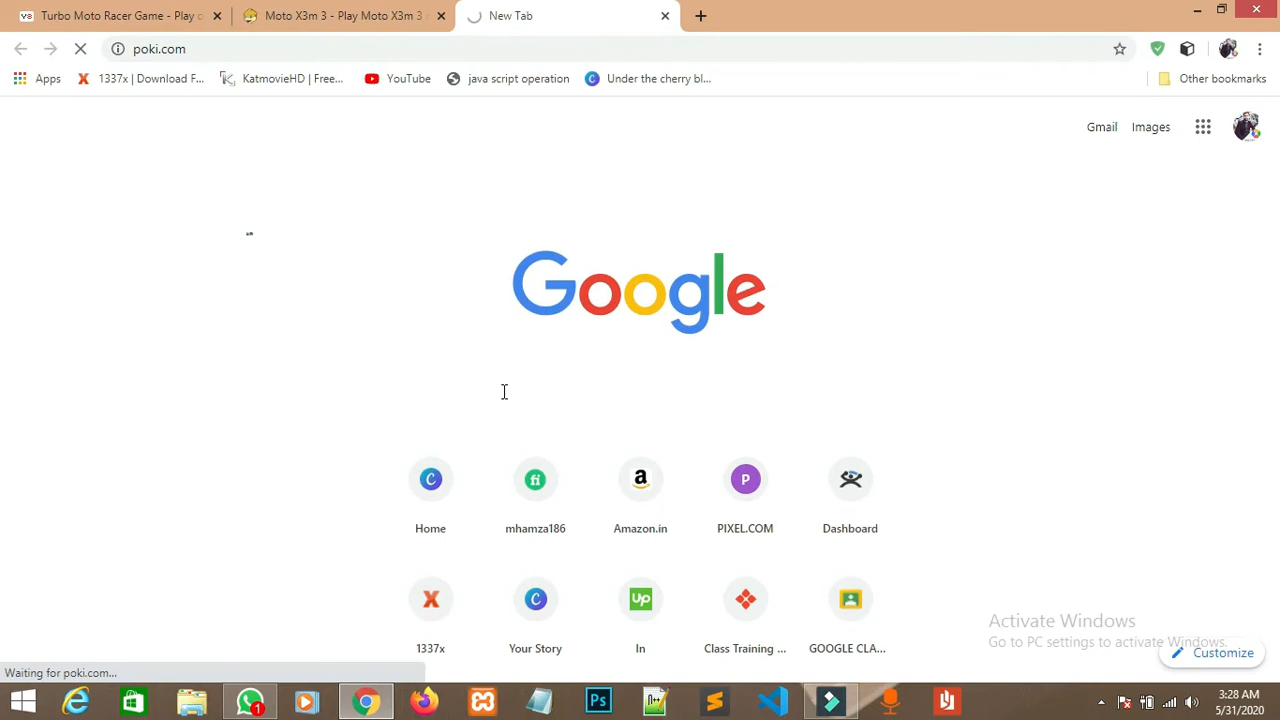 Turbo Moto Racer Game - Play o
Moto X3m 3 - Play Moto X3m 3 o
New Tab
poki.com
Apps
1337x | Download F...
KatmovieHD | Free...
YouTube
java script operation
Under the cherry bl...
Other bookmarks
Gmail
Images
Google
Home
mhamza186
Amazon.in
PIXEL.COM
Dashboard
1337x
Your Story
In
Class Training ...
GOOGLE CLA...
Activate Windows
Go to PC settings to activate Windows.
Customize
Waiting for poki.com...
3:28 AM
5/31/2020